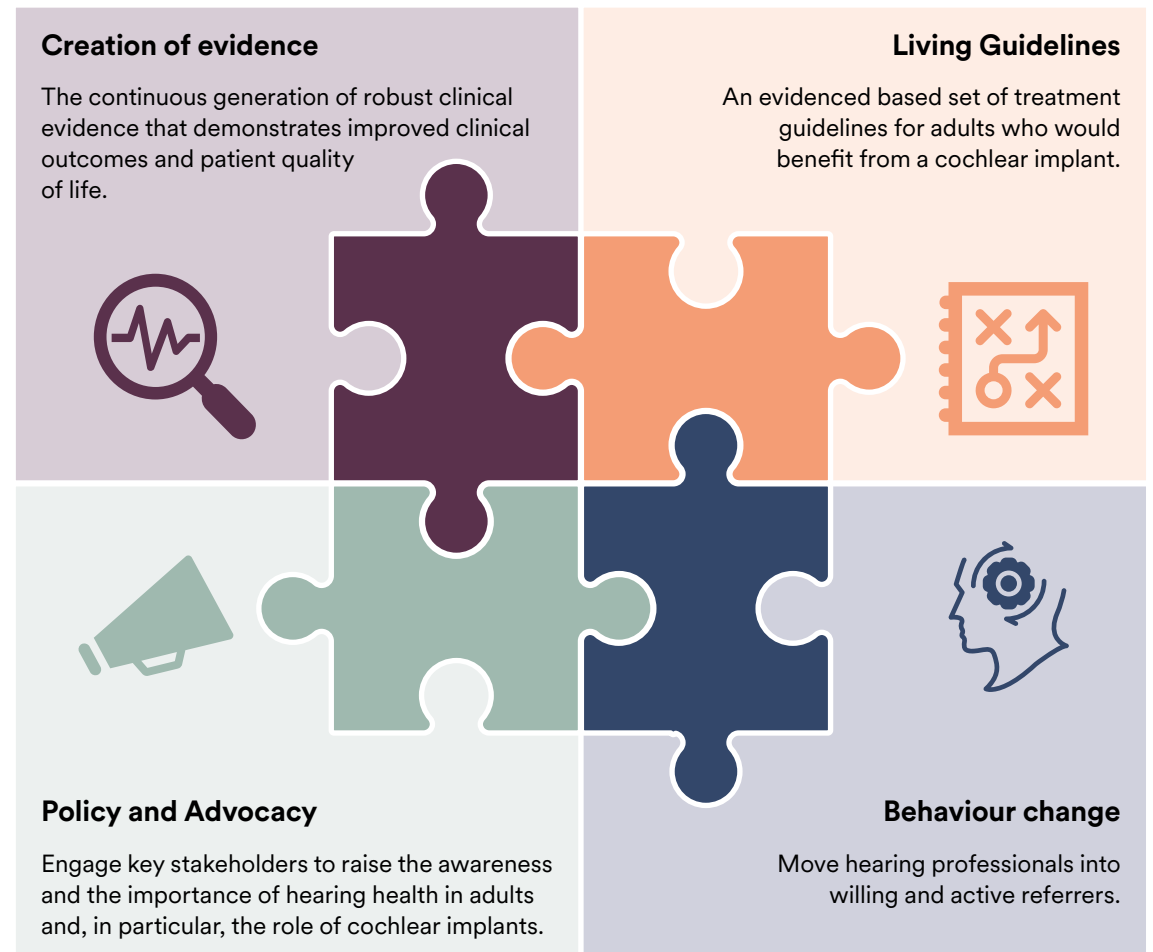 Creation of evidence
The continuous generation of robust clinical
evidence that demonstrates improved clinical
outcomes and patient quality
of life.
Living Guidelines
An evidenced based set of treatment
guidelines for adults who would
benefit from a cochlear implant.
Policy and Advocacy
Engage key stakeholders to raise the awareness
and the importance of hearing health in adults
and, in particular, the role of cochlear implants.
Behaviour change
Move hearing professionals into
willing and active referrers.